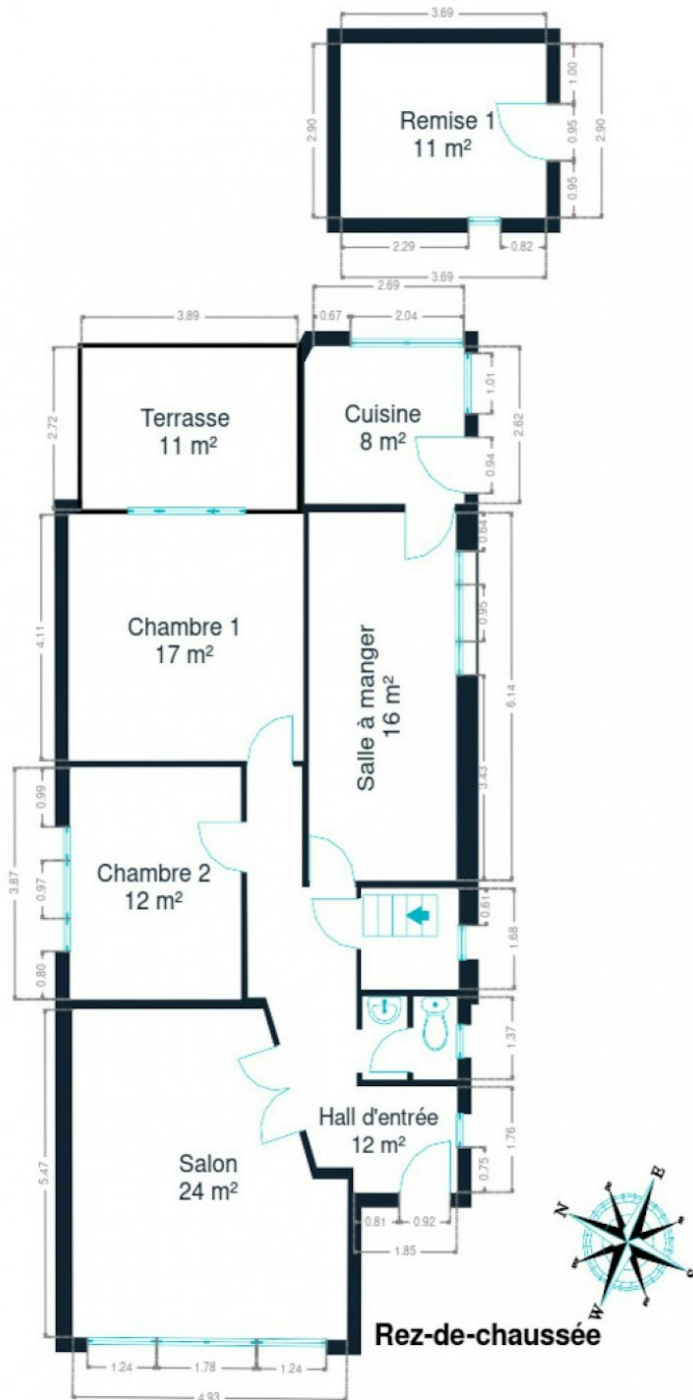 3.69
1.00
Remise 1
11 m²
2.90
0.95
2.90
0.95
2.29
0.82
3.69
2.69
3.89
0.67
2.04
Terrasse
11 m²
Cuisine
8 m²
2.72
1.01
2.62
0.94
0.64
Chambre 1
17 m²
4.11
Salle à manger
16 m²
0.95
6.14
3.43
0.99
Chambre 2
12 m²
3.87
0.97
0.80
0.61
1.68
1.37
Hall d'entrée
12 m²
1.76
0.75
Salon
24 m²
5.47
0.81
0.92
1.85
N
E
S
W
Rez-de-chaussée
1.24
1.78
1.24
4.93